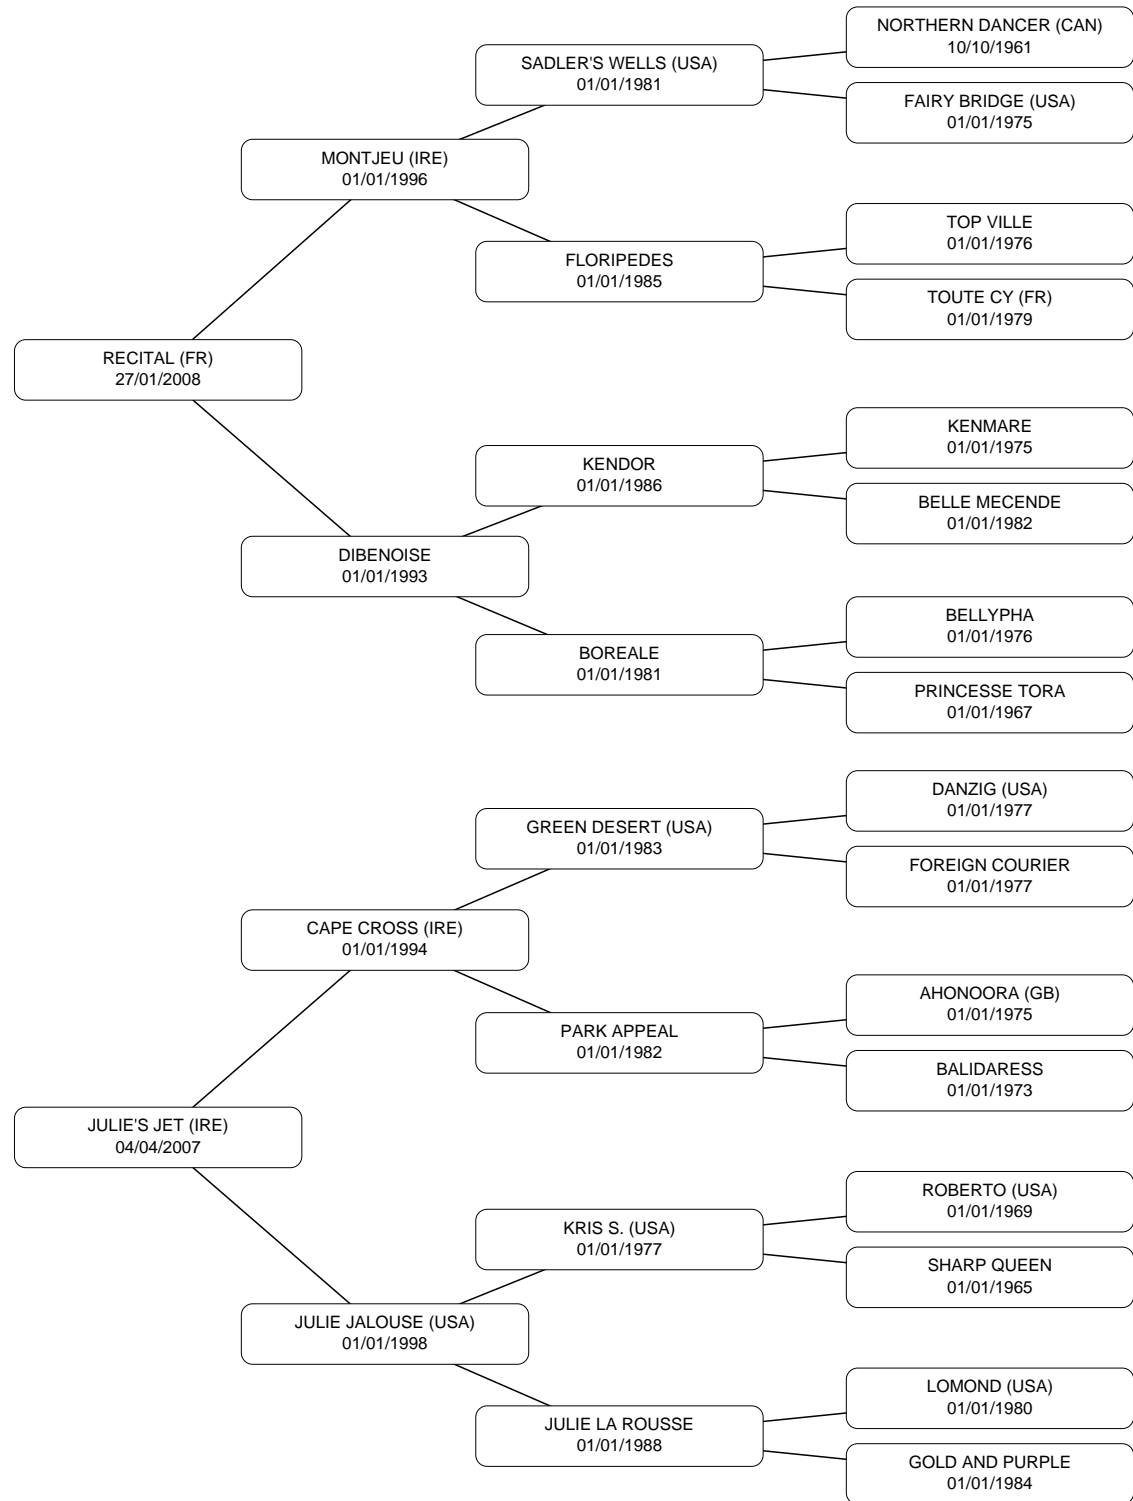 NORTHERN DANCER (CAN)
10/10/1961
SADLER'S WELLS (USA)
01/01/1981
FAIRY BRIDGE (USA)
01/01/1975
MONTJEU (IRE)
01/01/1996
TOP VILLE
01/01/1976
FLORIPEDES
01/01/1985
TOUTE CY (FR)
01/01/1979
RECITAL (FR)
27/01/2008
KENMARE
01/01/1975
KENDOR
01/01/1986
BELLE MECENDE
01/01/1982
DIBENOISE
01/01/1993
BELLYPHA
01/01/1976
BOREALE
01/01/1981
PRINCESSE TORA
01/01/1967
DANZIG (USA)
01/01/1977
GREEN DESERT (USA)
01/01/1983
FOREIGN COURIER
01/01/1977
CAPE CROSS (IRE)
01/01/1994
AHONOORA (GB)
01/01/1975
PARK APPEAL
01/01/1982
BALIDARESS
01/01/1973
JULIE'S JET (IRE)
04/04/2007
ROBERTO (USA)
01/01/1969
KRIS S. (USA)
01/01/1977
SHARP QUEEN
01/01/1965
JULIE JALOUSE (USA)
01/01/1998
LOMOND (USA)
01/01/1980
JULIE LA ROUSSE
01/01/1988
GOLD AND PURPLE
01/01/1984